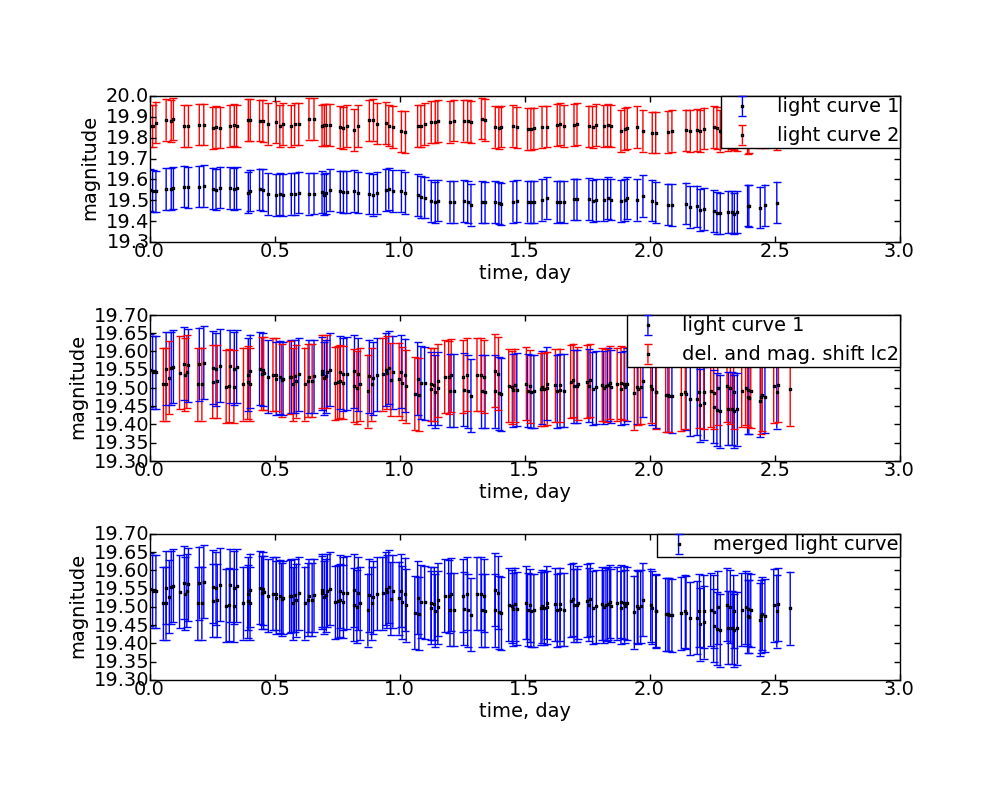 20.0
19.9
19.8
19.7
19.6
19.5
19.4
19.3
magnitude
light curve 1
light curve 2
0.0 0.5 1.0 1.5 2.0 2.5 3.0
time, day
19.70
19.65
19.60
19.55
19.50
19.45
19.40
19.35
19.30
magnitude
light curve 1
del. and mag. shift lc2
0.0 0.5 1.0 1.5 2.0 2.5 3.0
time, day
19.70
19.65
19.60
19.55
19.50
19.45
19.40
19.35
19.30
magnitude
merged light curve
0.0 0.5 1.0 1.5 2.0 2.5 3.0
time, day